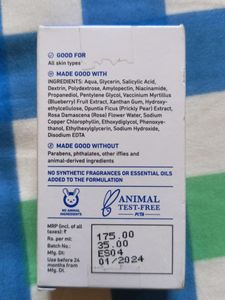 GOOD FOR
All skin types
MADE GOOD WITH
INGREDIENTS: Aqua, Glycerin, Salicylic Acid,
Dextrin, Polydextrose, Amylopectin, Niacinamide,
Propanediol, Pentylene Glycol, Vaccinium Myrtillus
(Blueberry) Fruit Extract, Xanthan Gum, Hydroxy-
ethylcellulose, Opuntia Ficus (Prickly Pear) Extract,
Rosa Damascena (Rose) Flower Water, Sodium
Copper Chlorophyllin, Ethoxydiglycol, Phenoxye-
thanol, Ethylhexylglycerin, Sodium Hydroxide,
Disodium EDTA
MADE GOOD WITHOUT
Parabens, phthalates, other iffies and
animal-derived ingredients
NO SYNTHETIC FRAGRANCES OR ESSENTIAL OILS
ADDED TO THE FORMULATION
NO ANIMAL
INGREDIENTS
ANIMAL
TEST-FREE
PETA
MRP (incl. of all
taxes): ₹
175.00
Rs. per ml:
35.00
Batch No.:
ES04
Mfg. Dt:
01/2024
Use before 24
months from
Mfg. Dt.